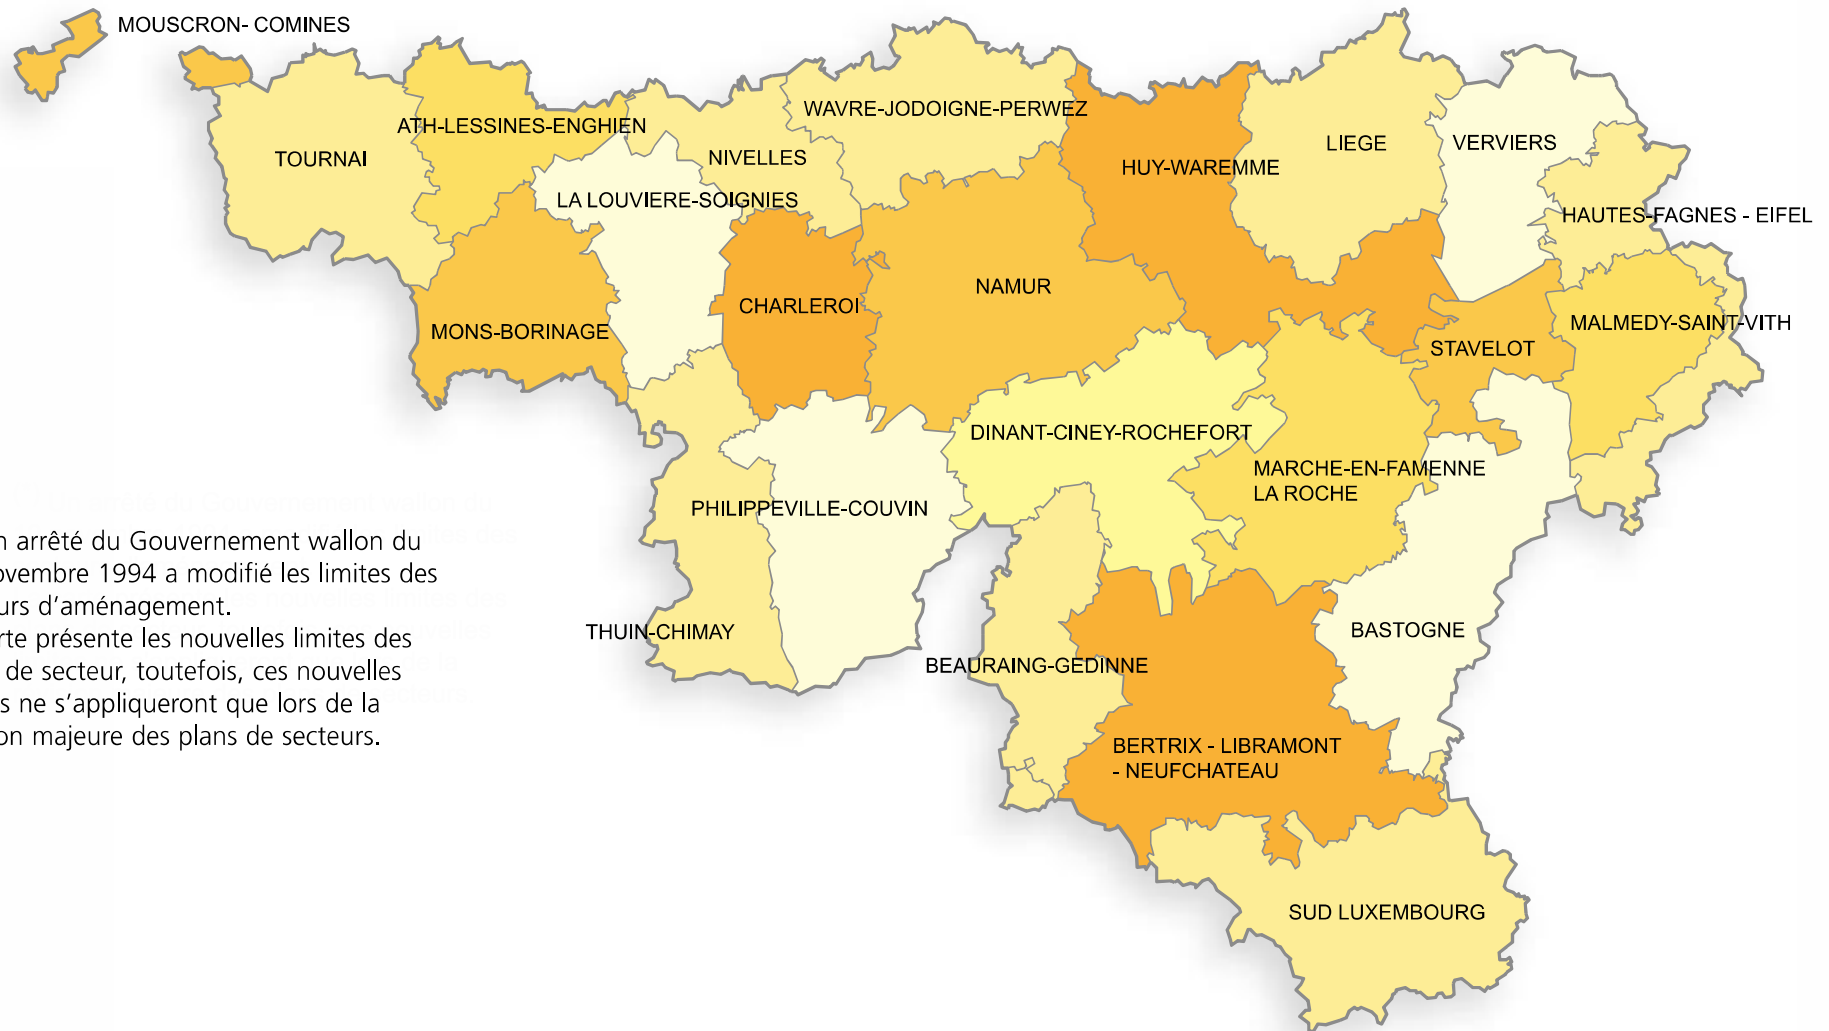 MOUSCRON- COMINES
WAVRE-JODOIGNE-PERWEZ
ATH-LESSINES-ENGHIEN
LIEGE
VERVIERS
TOURNAI
NIVELLES
HUY-WAREMME
LA LOUVIERE-SOIGNIES
HAUTES-FAGNES - EIFEL
NAMUR
CHARLEROI
MONS-BORINAGE
MALMEDY-SAINT-VITH
STAVELOT
DINANT-CINEY-ROCHEFORT
MARCHE-EN-FAMENNE
LA ROCHE
PHILIPPEVILLE-COUVIN
n arrêté du Gouvernement wallon du
ovembre 1994 a modifié les limites des
urs d'aménagement.
rte présente les nouvelles limites des
de secteur, toutefois, ces nouvelles
s ne s'appliqueront que lors de la
on majeure des plans de secteurs.
THUIN-CHIMAY
BASTOGNE
BEAURAING-GEDINNE
BERTRIX - LIBRAMONT
- NEUFCHATEAU
SUD LUXEMBOURG